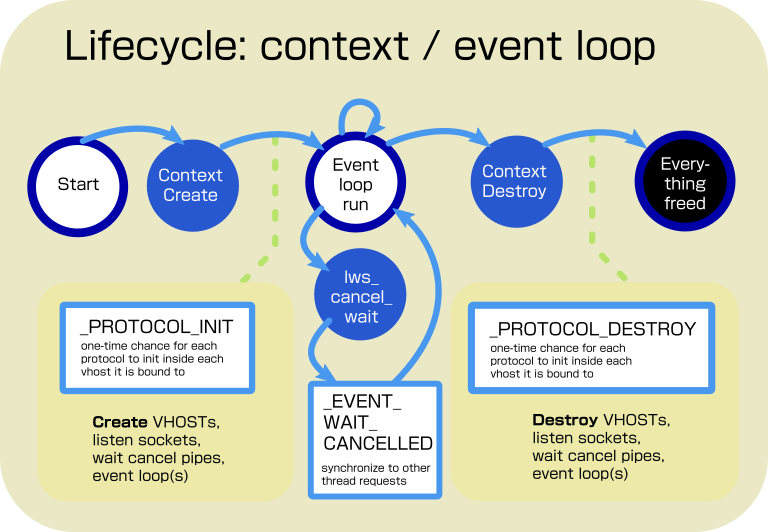 Lifecycle: context / event loop
Start
Context
Create
Event
loop
run
Context
Destroy
Every-
thing
freed
lws_
cancel_
wait
_PROTOCOL_INIT
one-time chance for each
protocol to init inside each
vhost it is bound to
Create VHOSTs,
listen sockets,
wait cancel pipes,
event loop(s)
_EVENT_
WAIT_
CANCELLED
synchronize to other
thread requests
_PROTOCOL_DESTROY
one-time chance for each
protocol to init inside each
vhost it is bound to
Destroy VHOSTs,
listen sockets,
wait cancel pipes,
event loop(s)